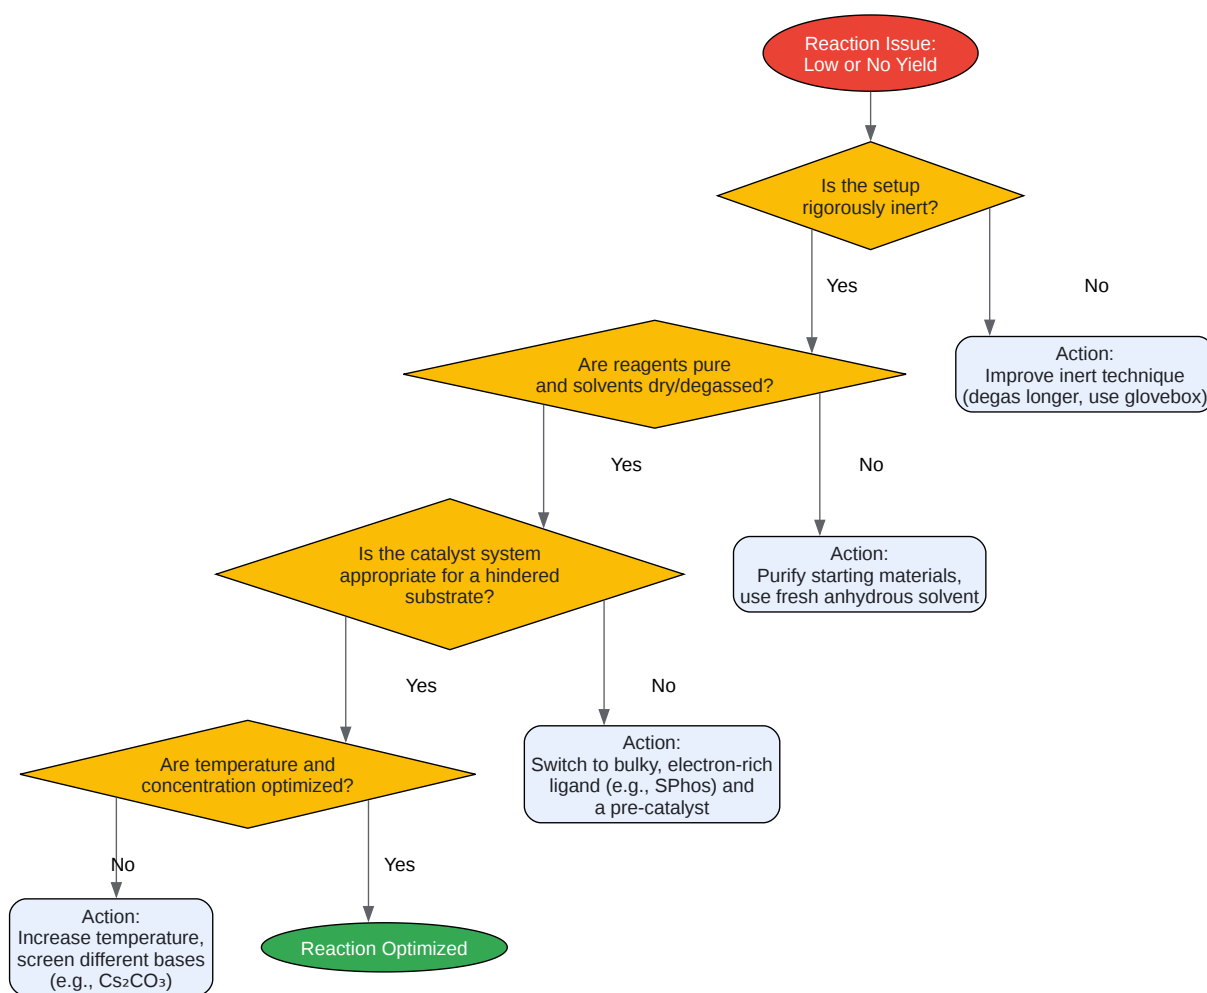 Reaction Issue:
Low or No Yield
Is the setup
rigorously inert?
Yes
No
Are reagents pure
and solvents dry/degassed?
Action:
Improve inert technique
(degas longer, use glovebox)
Yes
No
Is the catalyst system
appropriate for a hindered
substrate?
Action:
Purify starting materials,
use fresh anhydrous solvent
Yes
No
Are temperature and
concentration optimized?
Action:
Switch to bulky, electron-rich
ligand (e.g., SPhos) and
a pre-catalyst
No
Yes
Action:
Increase temperature,
screen different bases
(e.g., Cs₂CO₃)
Reaction Optimized